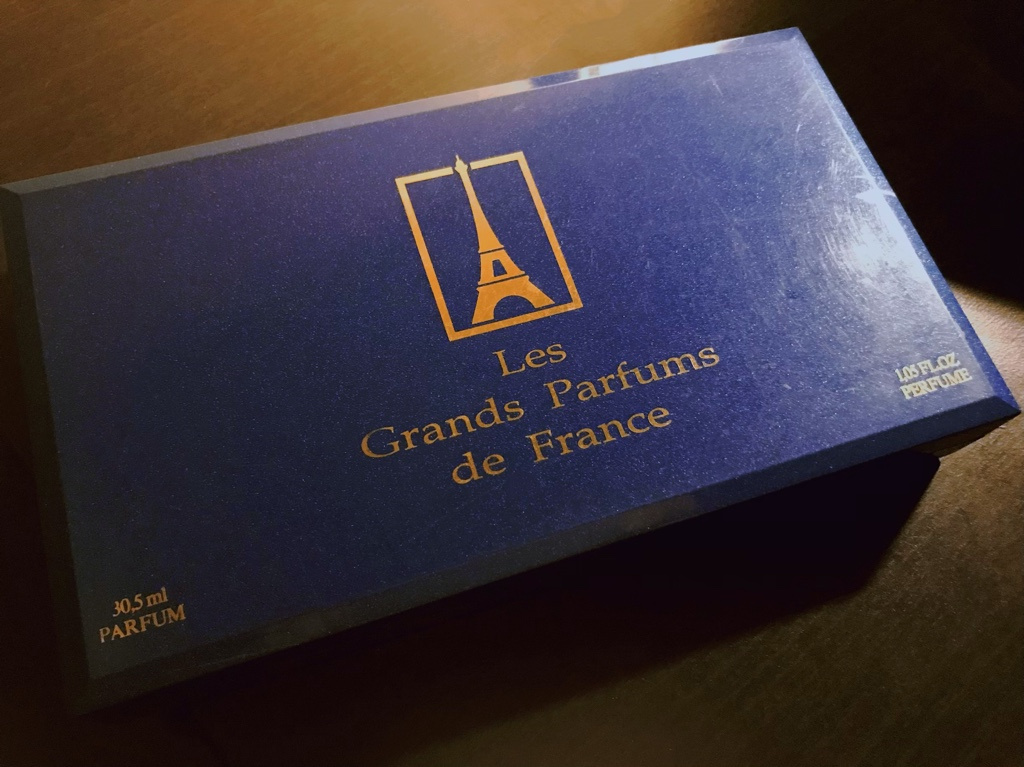 Les
Grands Parfums
de France
1.05 FL.OZ
PERFUME
30,5 ml
PARFUM